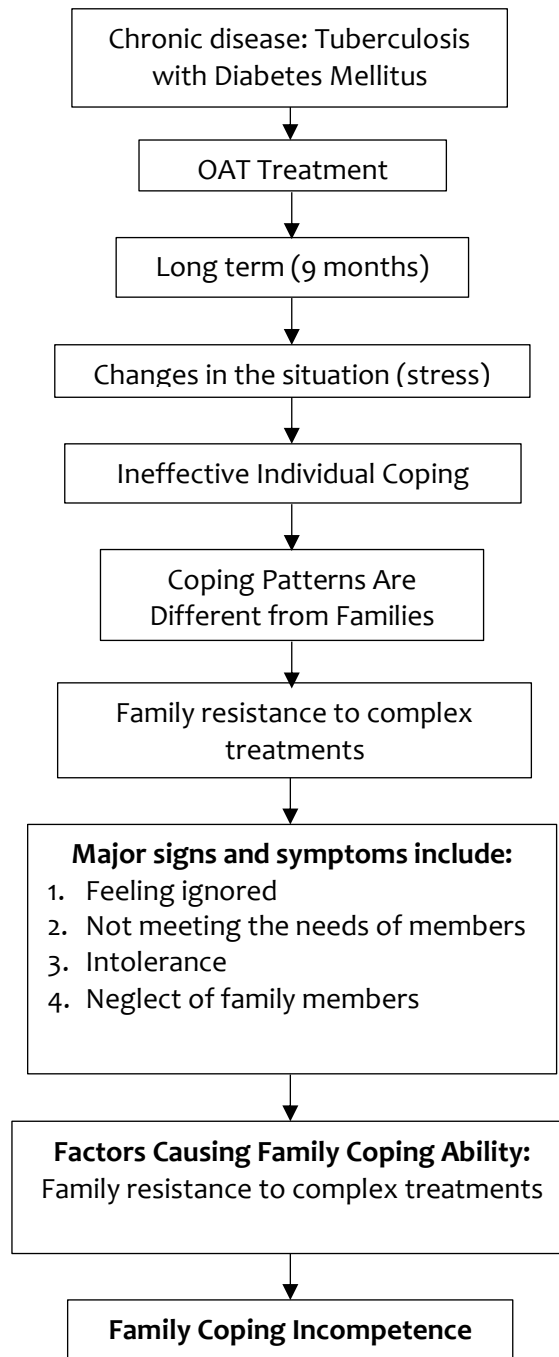 Chronic disease: Tuberculosis
with Diabetes Mellitus
OAT Treatment
Long term (9 months)
Changes in the situation (stress)
Ineffective Individual Coping
Coping Patterns Are
Different from Families
Family resistance to complex
treatments
Major signs and symptoms include:
1. Feeling ignored
2. Not meeting the needs of members
3. Intolerance
4. Neglect of family members
Factors Causing Family Coping Ability:
Family resistance to complex treatments
Family Coping Incompetence